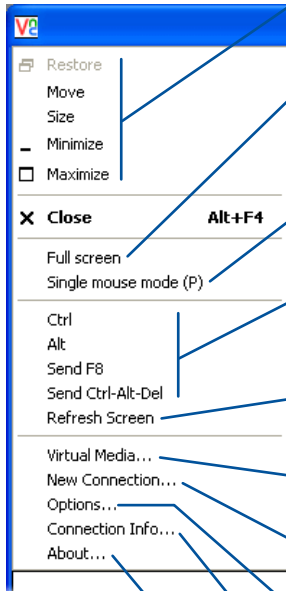 VC
Restore
Move
Size
Minimize
Maximize
Close Alt+F4
Full screen
Single mouse mode (P)
Ctrl
Alt
Send F8
Send Ctrl-Alt-Del
Refresh Screen
Virtual Media...
New Connection...
Options...
Connection Info...
About...